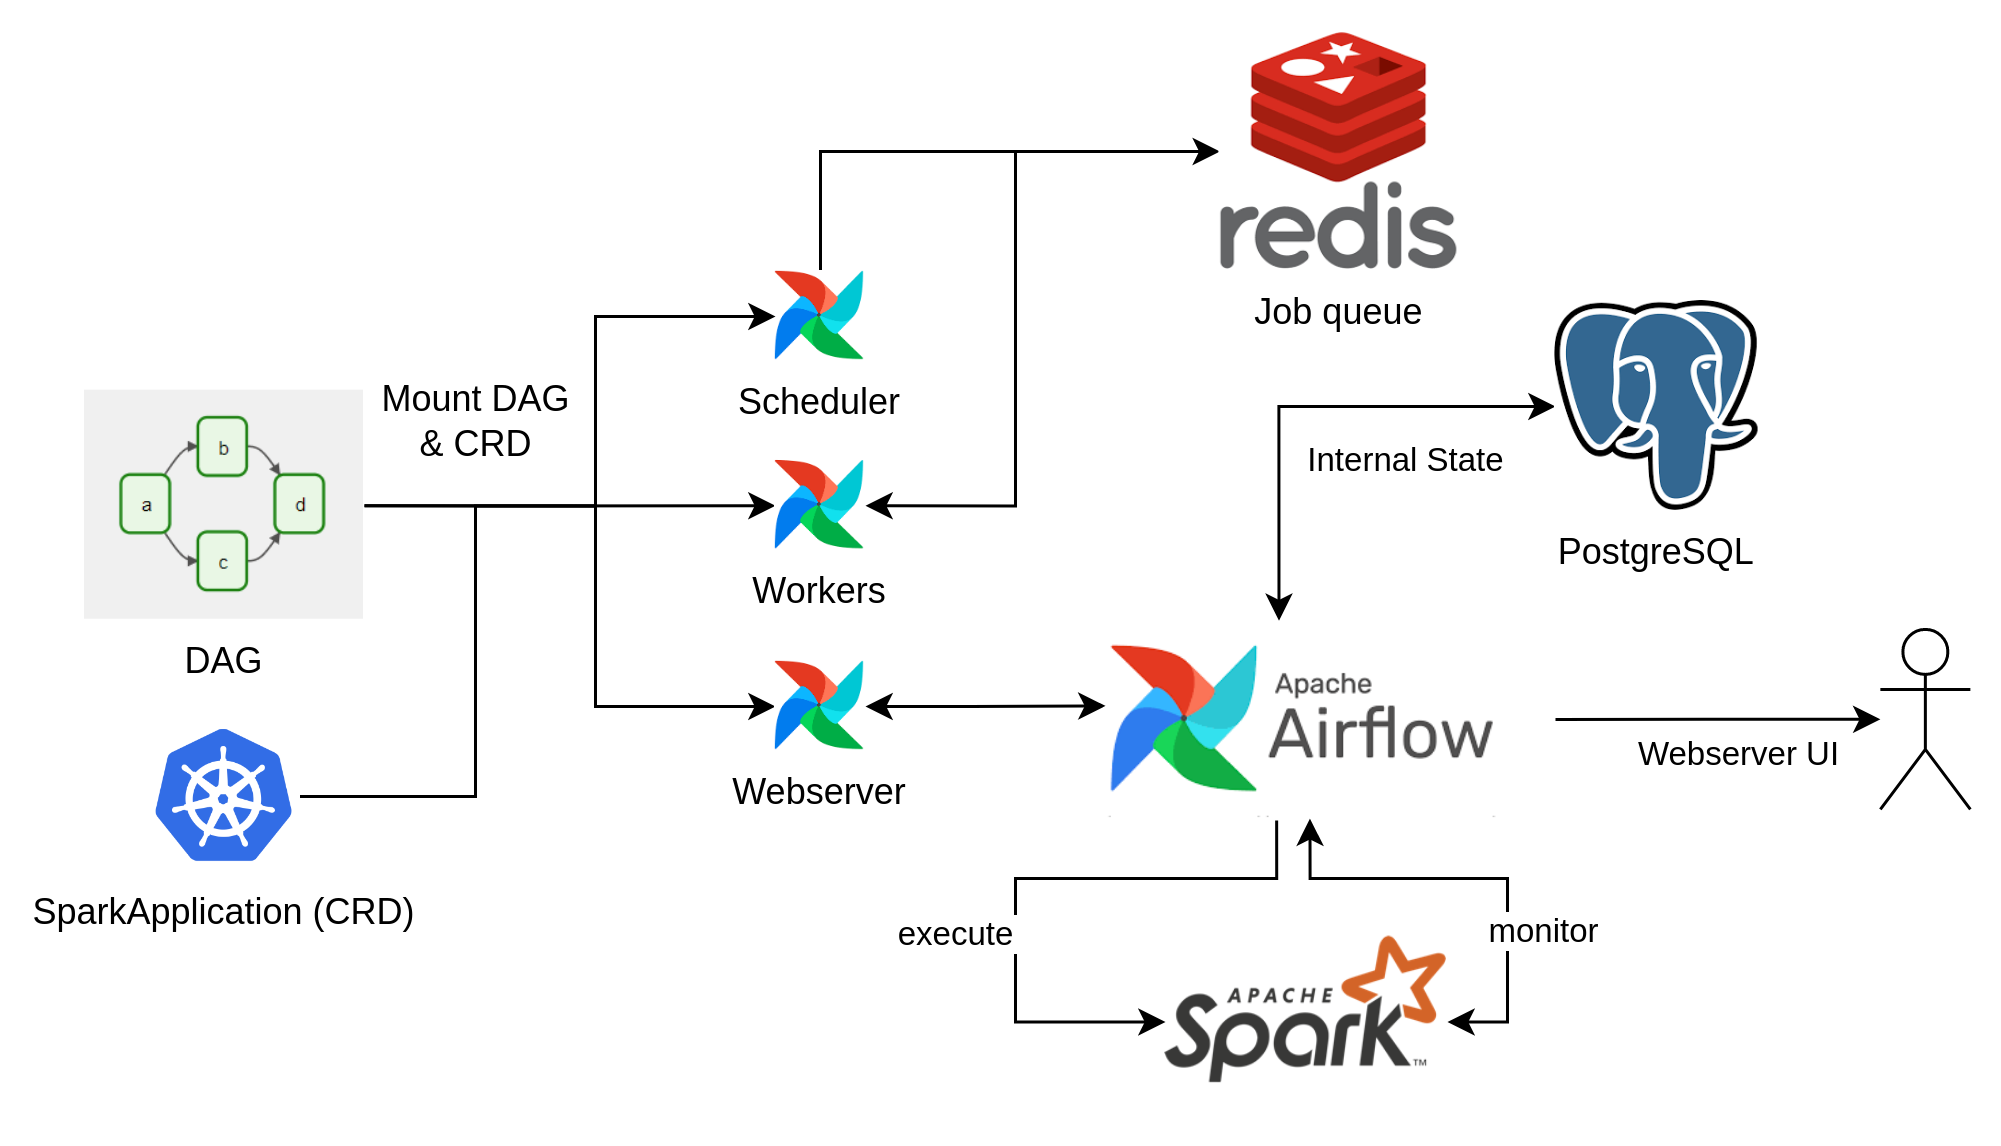 redis
Job queue
Mount DAG
& CRD
Scheduler
b
a
d
c
Internal State
PostgreSQL
Workers
DAG
Apache
Airflow
Webserver UI
Webserver
SparkApplication (CRD)
execute
monitor
APACHE
Spark™